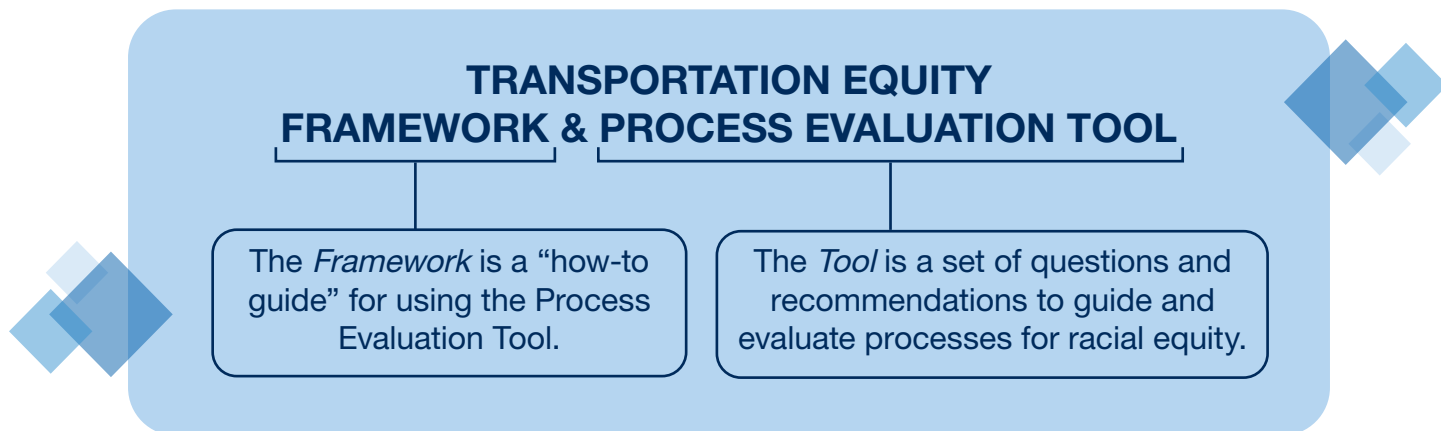 TRANSPORTATION EQUITY
FRAMEWORK & PROCESS EVALUATION TOOL
The Framework is a “how-to
guide” for using the Process
Evaluation Tool.
The Tool is a set of questions and
recommendations to guide and
evaluate processes for racial equity.